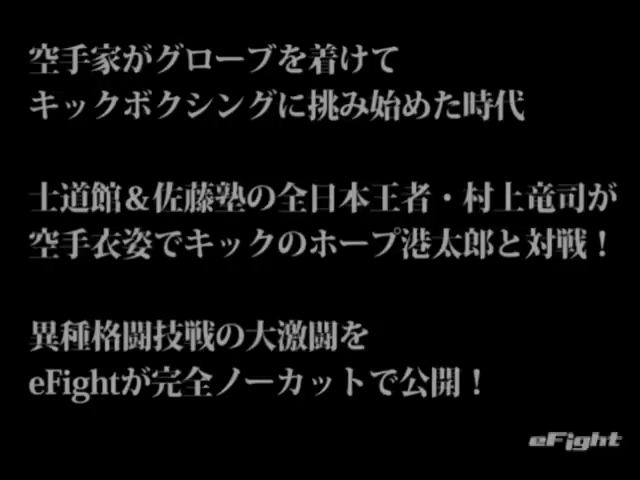 空手家がグローブを着けて
キックボクシングに挑み始めた時代
士道館＆佐藤塾の全日本王者・村上竜司が
空手衣姿でキックのホープ港太郎と対戦！
異種格闘技戦の大激闘を
eFightが完全ノーカットで公開！
eFight